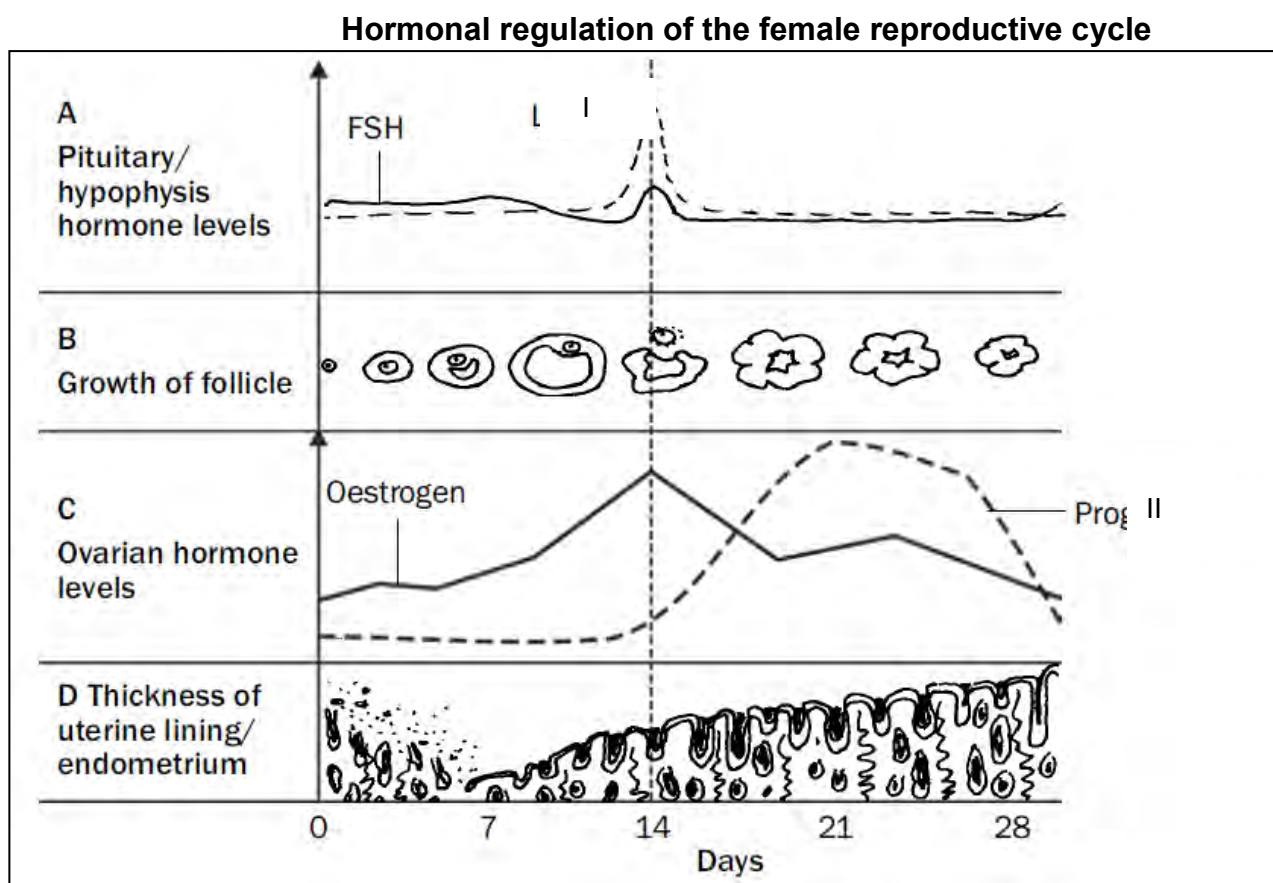 Hormonal regulation of the female reproductive cycle
A
Pituitary/
hypophysis
hormone levels
FSH
L I
B
Growth of follicle
C
Ovarian hormone
levels
Oestrogen
Prog II
D Thickness of
uterine lining/
endometrium
0 7 14 21 28
Days